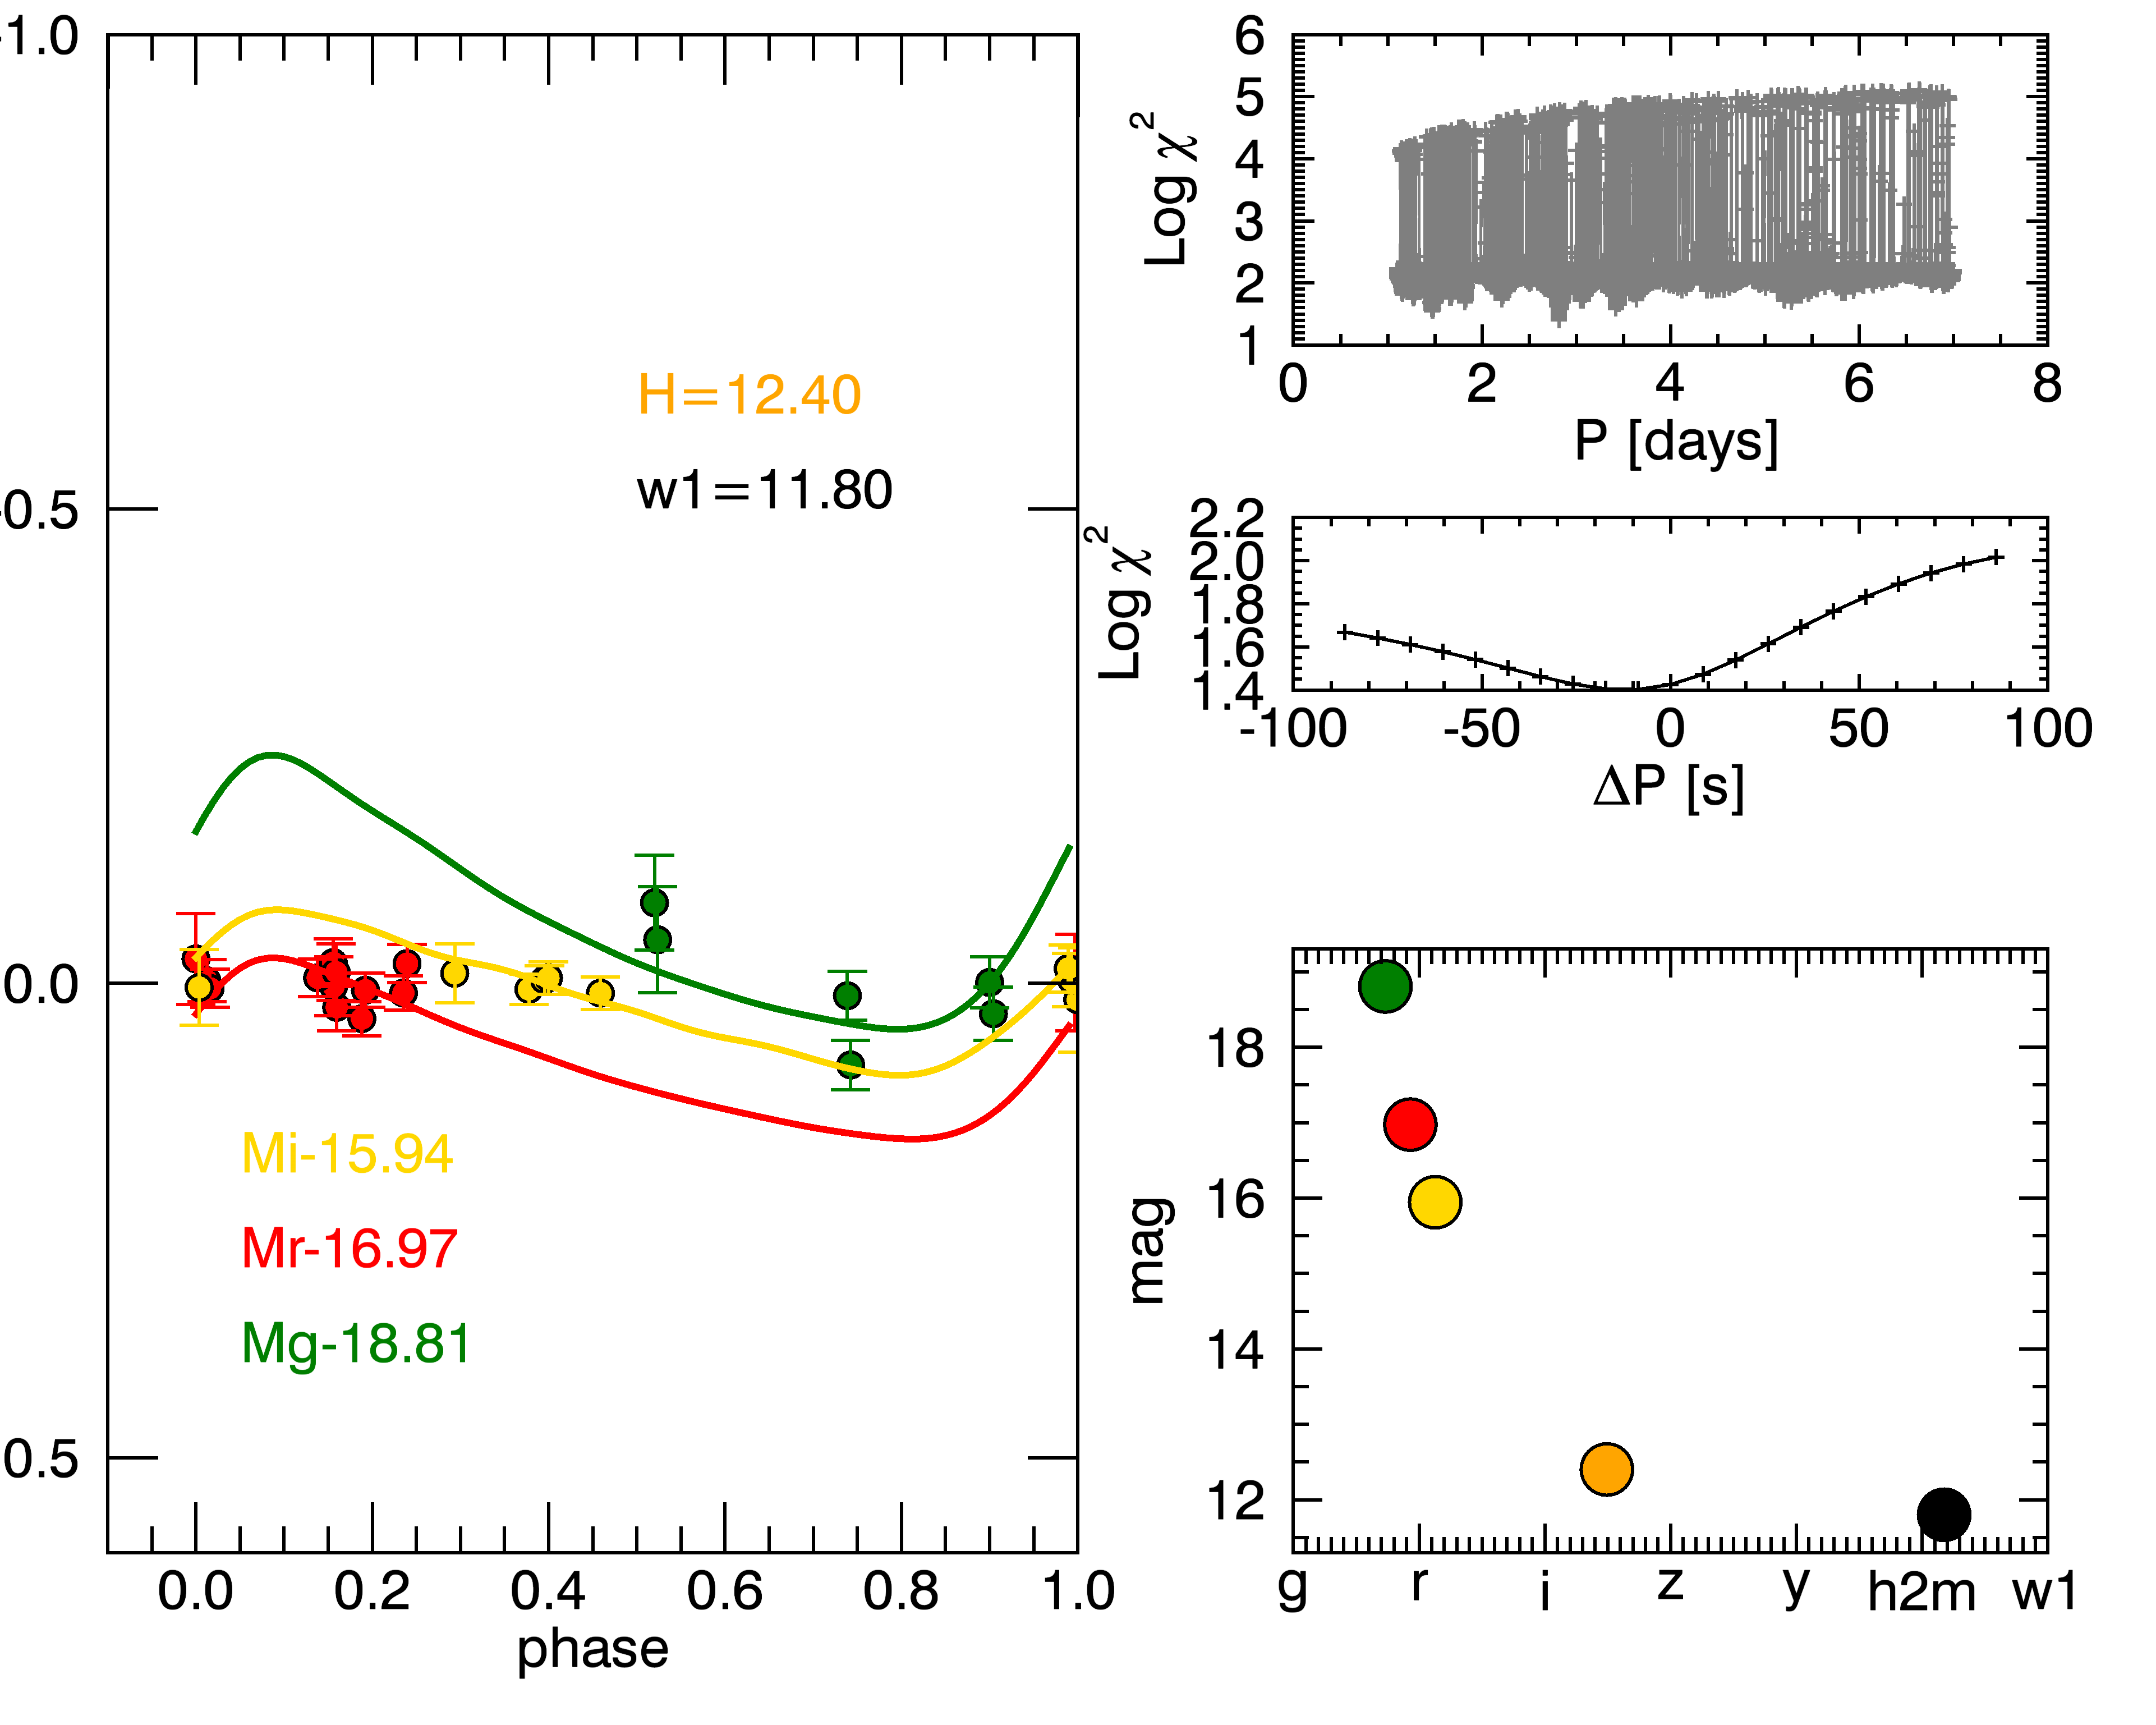 -1.0
-0.5
0.0
0.5
0.0 0.2 0.4 0.6 0.8 1.0
phase
H=12.40
w1=11.80
Mi-15.94
Mr-16.97
Mg-18.81
6
5
4
3
2
1
Log χ2
0 2 4 6 8
P [days]
2.2
2.0
1.8
1.6
1.4
Log χ2
-100 -50 0 50 100
ΔP [s]
18
16
14
12
mag
g r i z y h2m w1